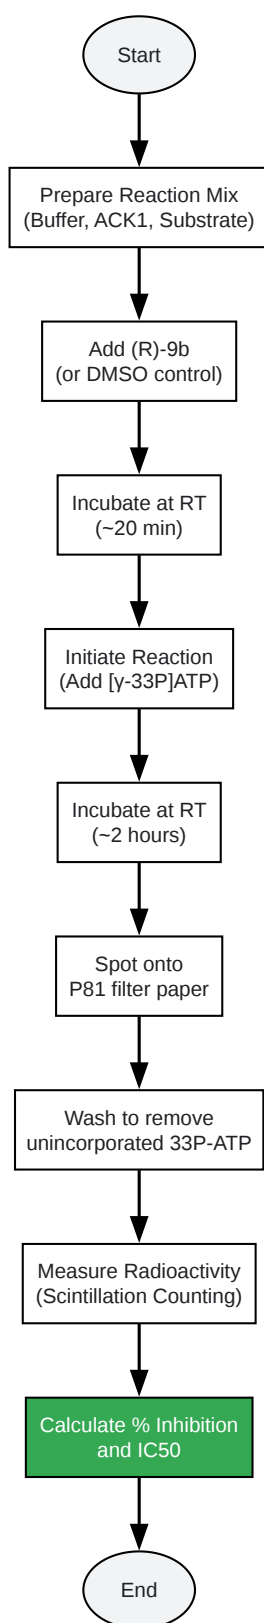 Start
Prepare Reaction Mix
(Buffer, ACK1, Substrate)
Add (R)-9b
(or DMSO control)
Incubate at RT
(~20 min)
Initiate Reaction
(Add [γ-33P]ATP)
Incubate at RT
(~2 hours)
Spot onto
P81 filter paper
Wash to remove
unincorporated 33P-ATP
Measure Radioactivity
(Scintillation Counting)
Calculate % Inhibition
and IC50
End